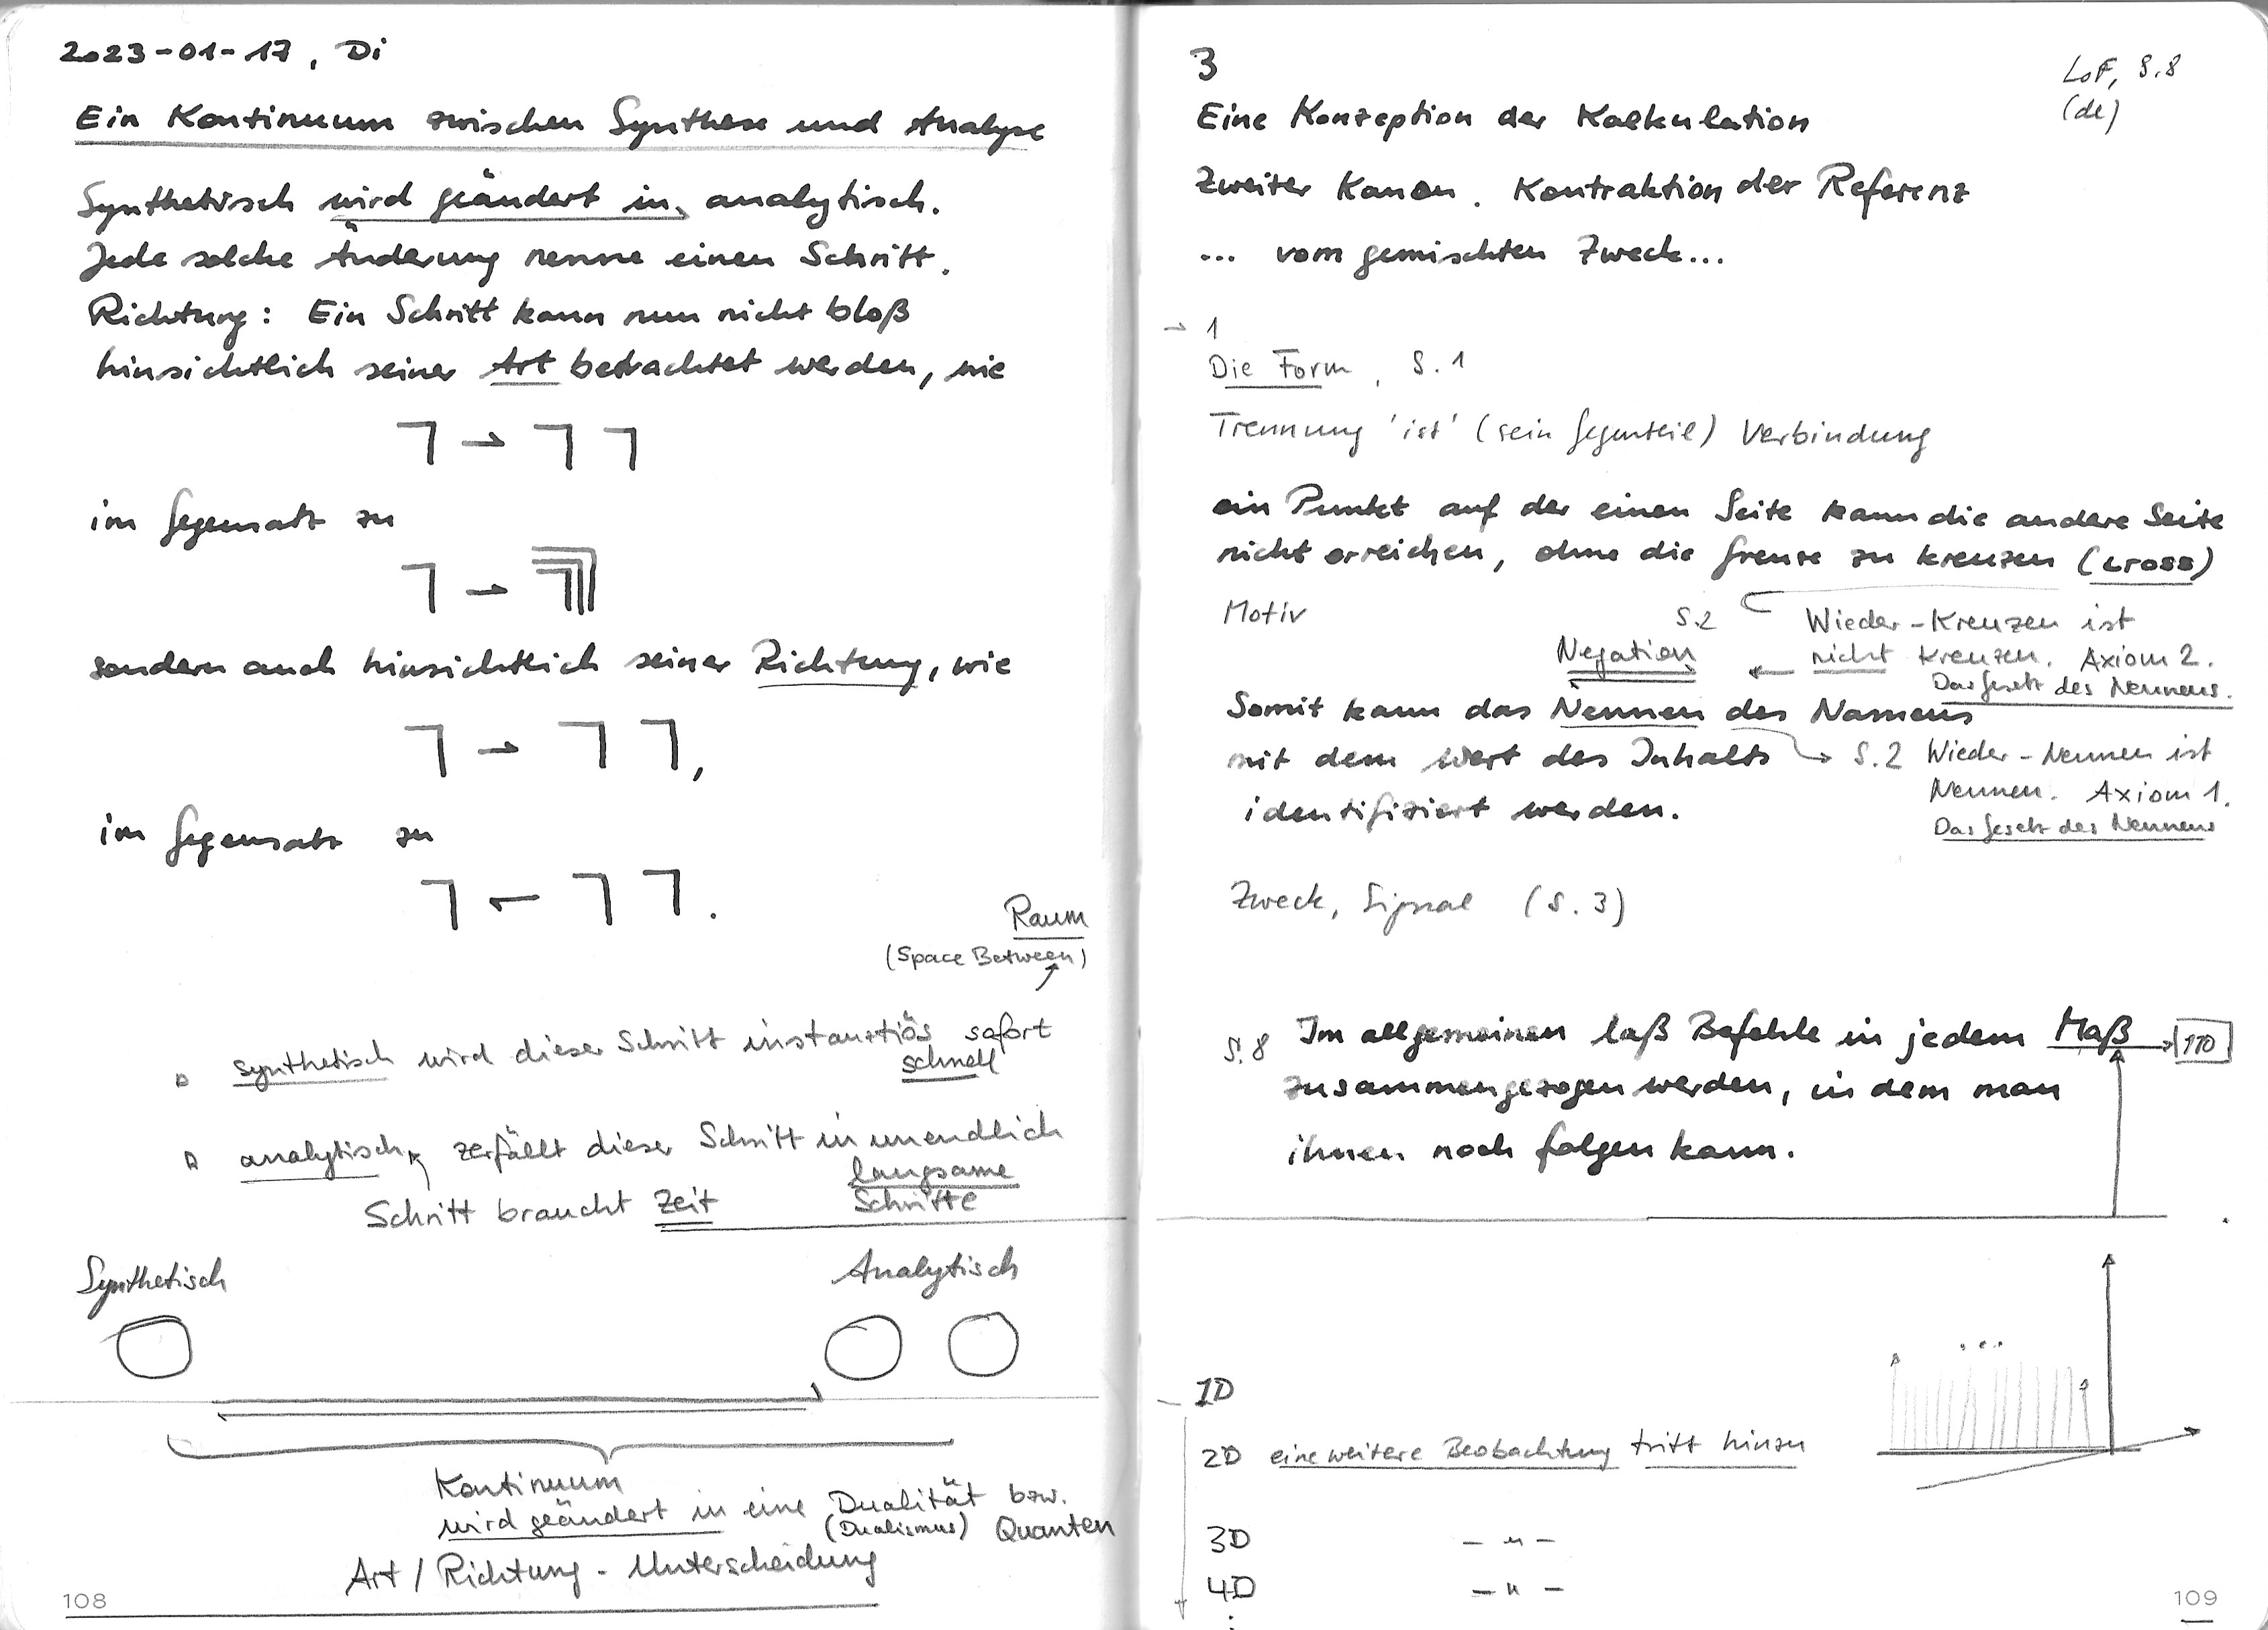 2023-01-17, Di
Ein Kontinuum zwischen Synthese und Analyse
Synthetisch wird geändert in, analytisch.
Jede solche Änderung nenne einen Schritt.
Richtung: Ein Schritt kann nun nicht bloß
hinsichtlich seiner Art betrachtet werden, wie
im Gegensatz zu
sondern auch hinsichtlich seiner Richtung, wie
im Gegensatz zu
Raum
(Space Between)
synthetisch wird dieser Schritt instantiös sofort
schnell
analytisch, zerfällt dieser Schritt in unendlich
langsame
Schritt braucht Zeit Schritte
Synthetisch Analytisch
Kontinuum
wird geändert in eine Dualität bzw.
(Dualismus) Quanten
Art / Richtung - Unterscheidung
108
3
LoF, S.8
(de)
Eine Konzeption der Kalkulation
Zweiter Kanon. Kontraktion der Referenz
... vom gemischten Zweck...
→ 1
Die Form, S. 1
Trennung 'ist' (sein Gegenteil) Verbindung
ein Punkt auf der einen Seite kann die andere Seite
nicht erreichen, ohne die Grenze zu kreuzen (cross)
Motiv S.2 Wieder-Kreuzen ist
Negation ← nicht Kreuzen. Axiom 2.
Das Gesetz des Nennens.
Somit kann das Nennen des Namens
mit dem Wert des Inhalts → S.2 Wieder-Nennen ist
Nennen. Axiom 1.
identifiziert werden.
Das Gesetz des Nennens
Zweck, Signal (S. 3)
S.8 Im allgemeinen laß Befehle in jedem Maß → 110
zusammengezogen werden, in dem man
ihnen noch folgen kann.
1D
2D eine weitere Beobachtung tritt hinzu
3D - " -
4D - " -
109